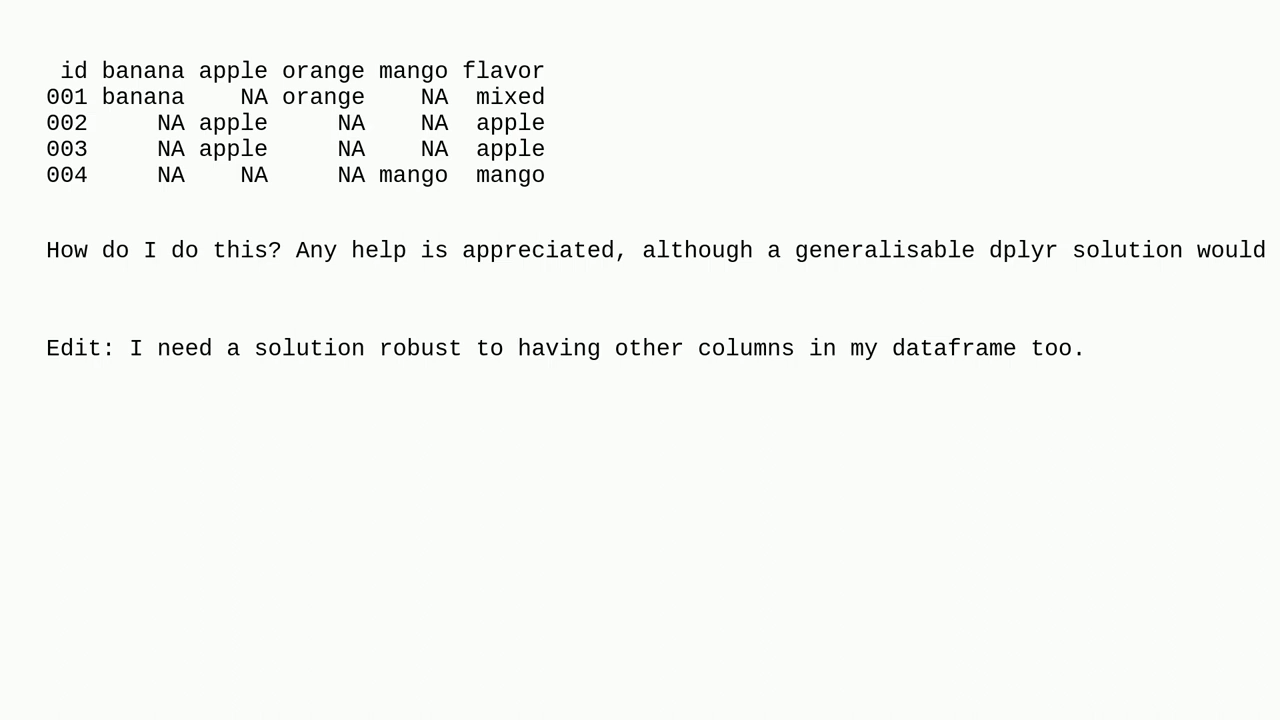 id banana apple orange mango flavor
001 banana NA orange NA mixed
002 NA apple NA NA apple
003 NA apple NA NA apple
004 NA NA NA mango mango
How do I do this? Any help is appreciated, although a generalisable dplyr solution would
Edit: I need a solution robust to having other columns in my dataframe too.